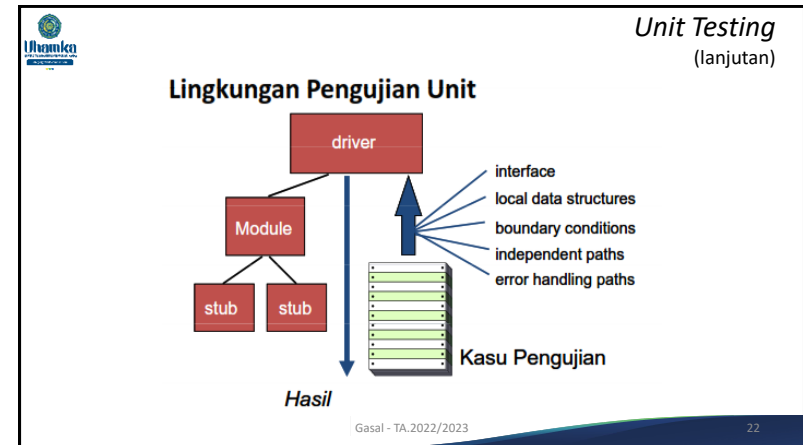 Uhamka
Unit Testing
(lanjutan)
Lingkungan Pengujian Unit
driver
interface
local data structures
boundary conditions
independent paths
error handling paths
Module
stub
stub
Kasu Pengujian
Hasil
Gasal - TA.2022/2023
22